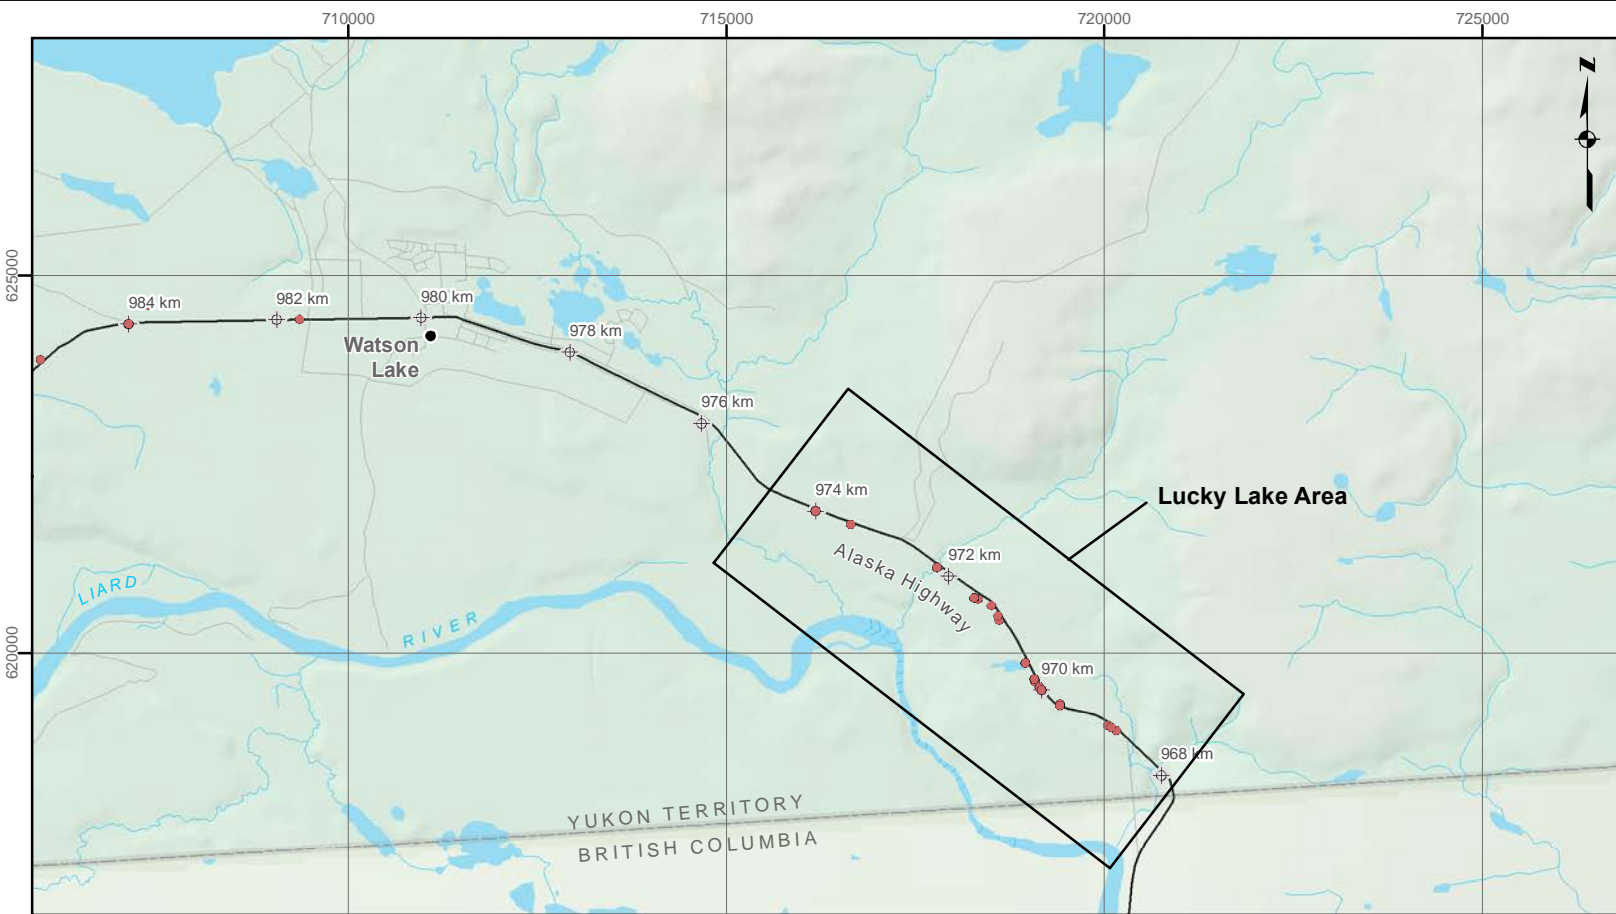 710000
715000
720000
725000
N
625000
984 km
982 km
980 km
978 km
Watson
Lake
976 km
974 km
Lucky Lake Area
972 km
Alaska Highway
LIARD
RIVER
620000
970 km
968 km
YUKON TERRITORY
BRITISH COLUMBIA